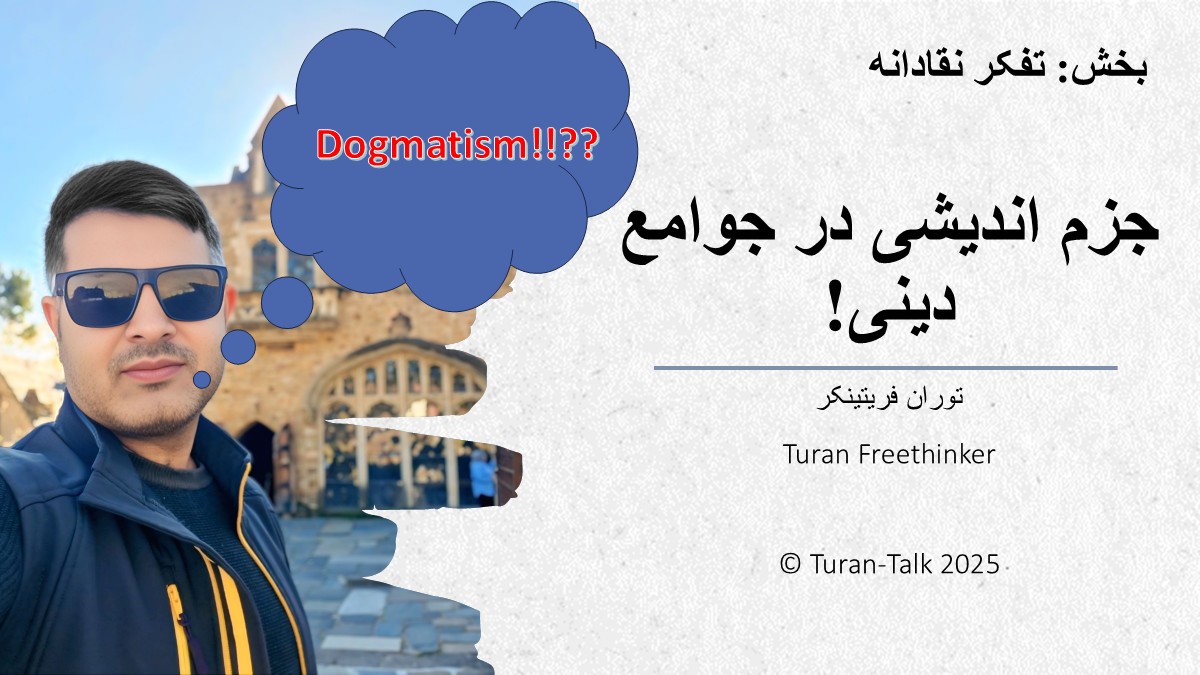 بخش: تفکر نقادانه
Dogmatism!!??
جزم اندیشی در جوامع
دینی!
توران فریتینکر
Turan Freethinker
© Turan-Talk 2025